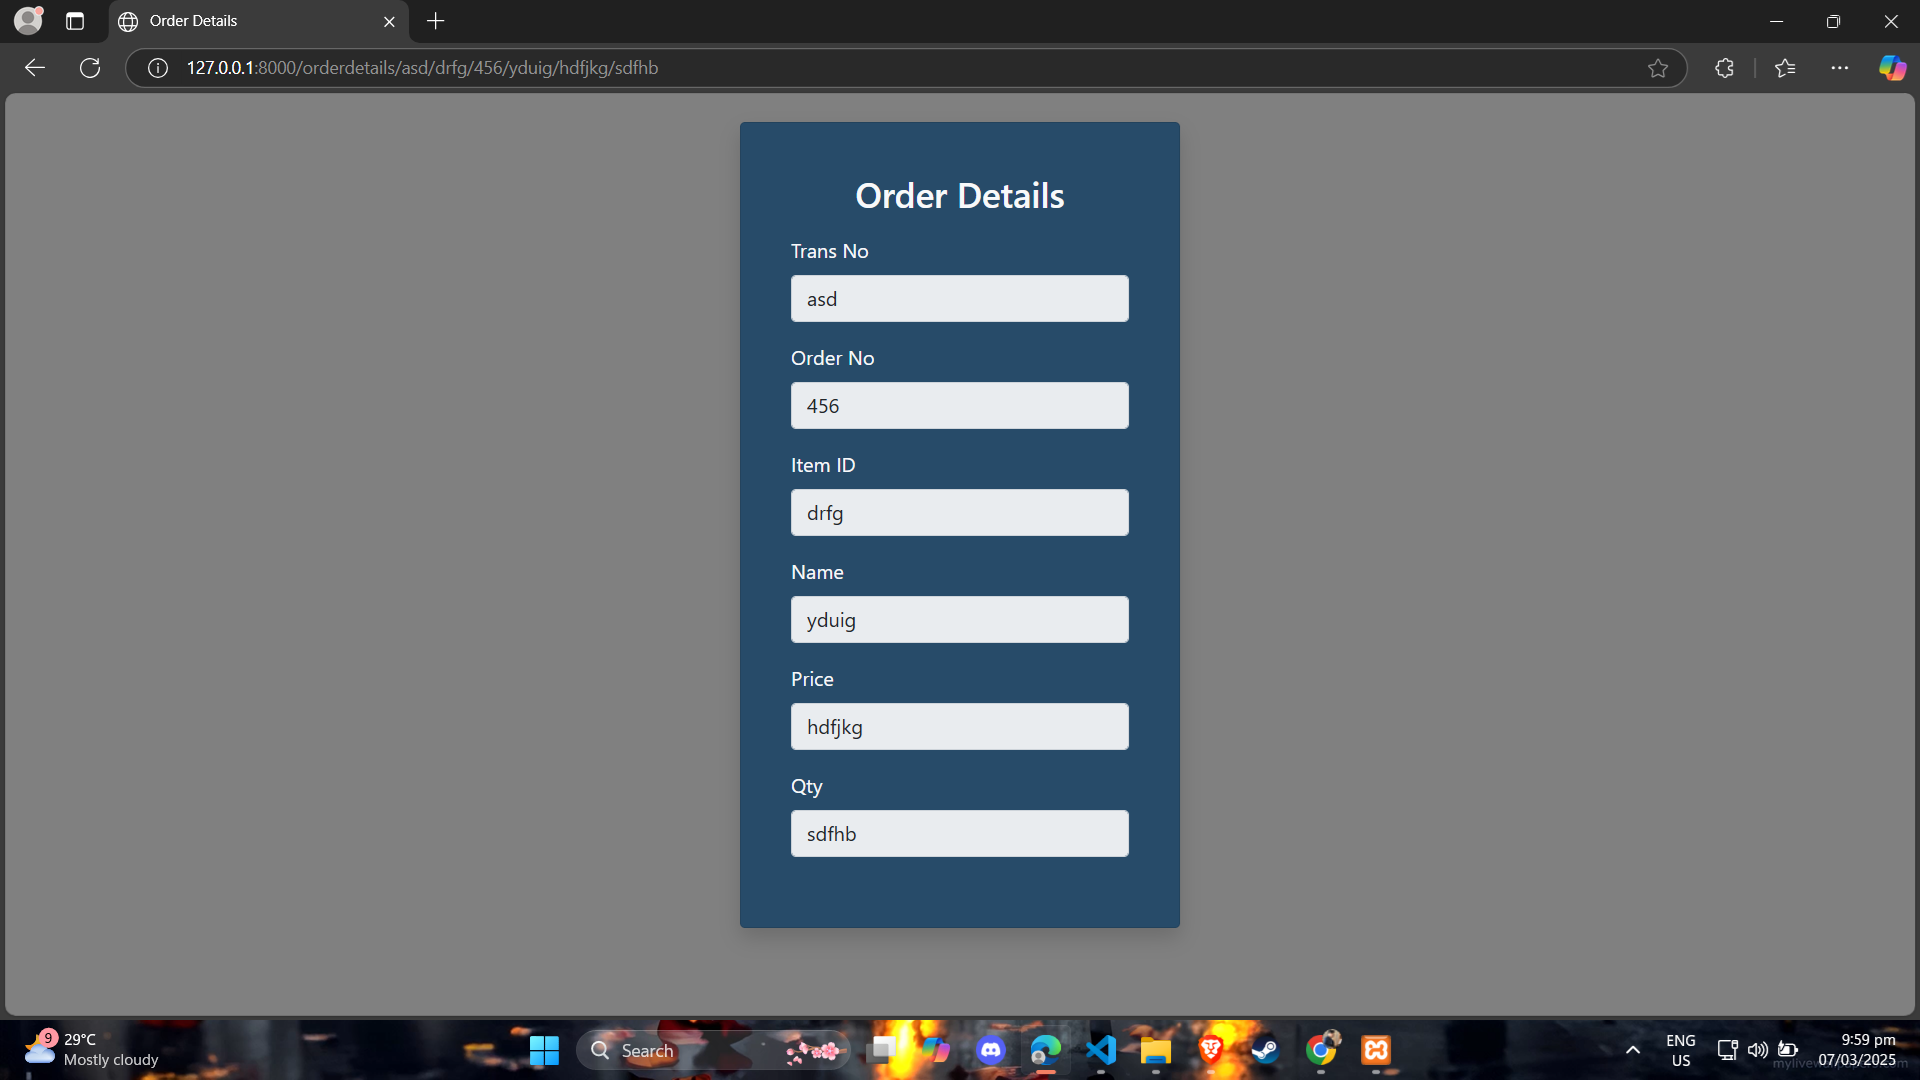 Order Details
127.0.0.1:8000/orderdetails/asd/drfg/456/yduig/hdfjkg/sdfhb
Order Details
Trans No
asd
Order No
456
Item ID
drfg
Name
yduig
Price
hdfjkg
Qty
sdfhb
9
29°C
Mostly cloudy
Search
ENG
US
9:59 pm
07/03/2025